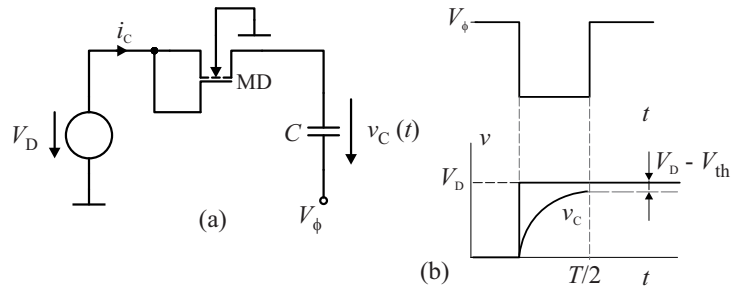 i_C
MD
V_D
C
v_C (t)
V_ϕ
(a)
V_ϕ
t
v
V_D
V_D - V_th
v_C
(b)
T/2
t